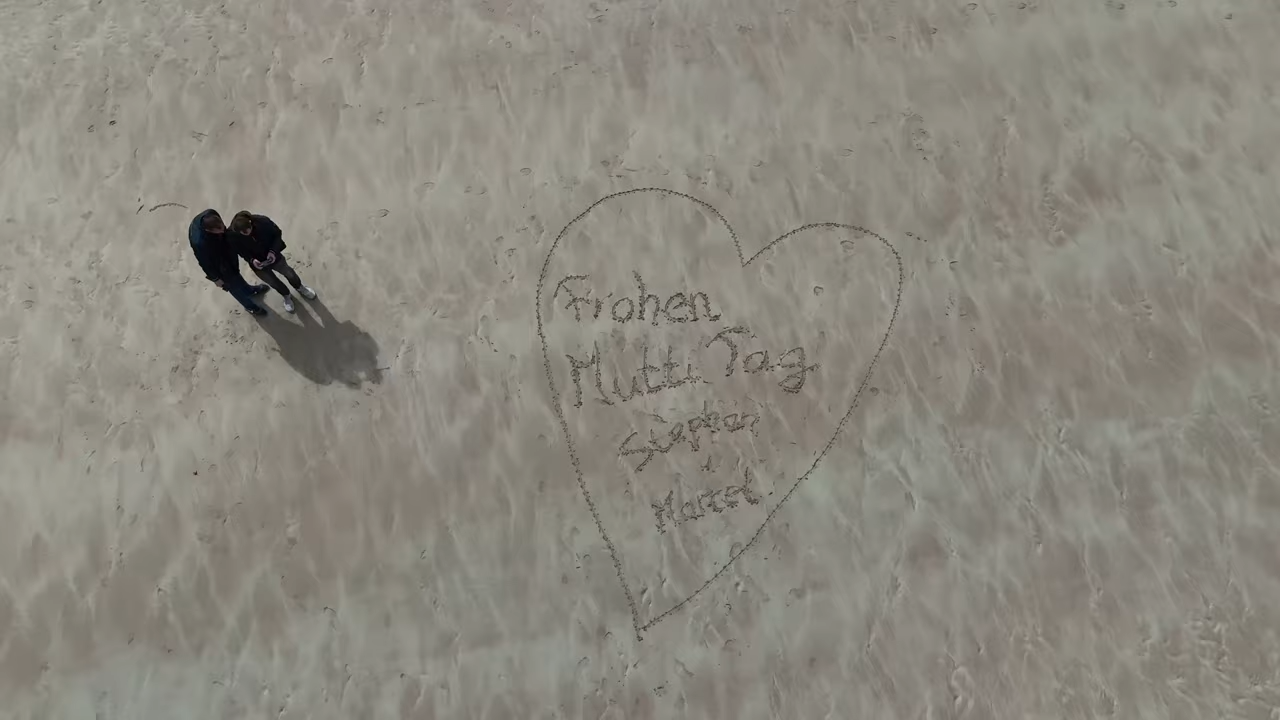 Frohen
Mutti Tag
Stephan
+
Marcel